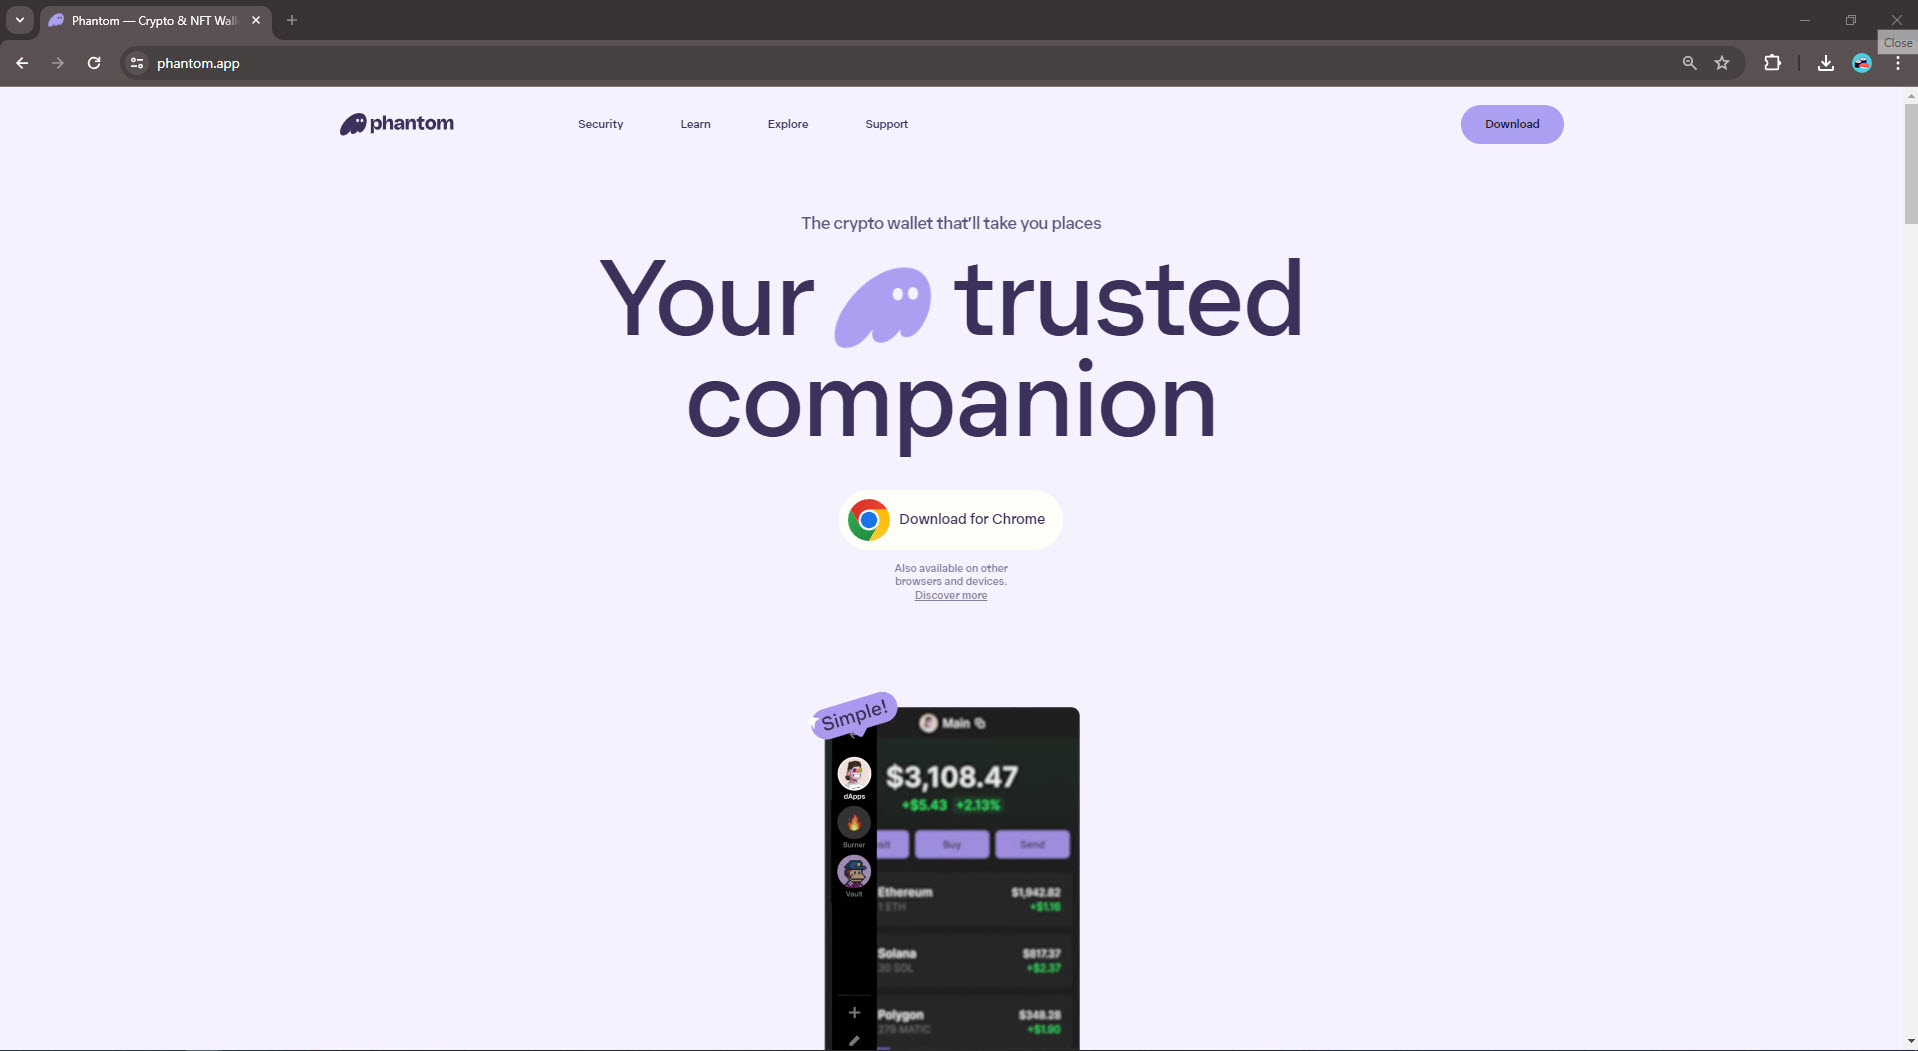 Phantom — Crypto & NFT Wall
Close
phantom.app
phantom
Security
Learn
Explore
Support
Download
The crypto wallet that'll take you places
Your trusted
companion
Download for Chrome
Also available on other
browsers and devices.
Discover more
Simple!
Main
$3,108.47
+$5.43 +2.13%
dApps
Burner
Vault
Buy
Send
Ethereum $1,942.82
1 ETH +$1.16
Solana $817.37
30 SOL +$2.37
Polygon $348.28
279 MATIC +$1.90